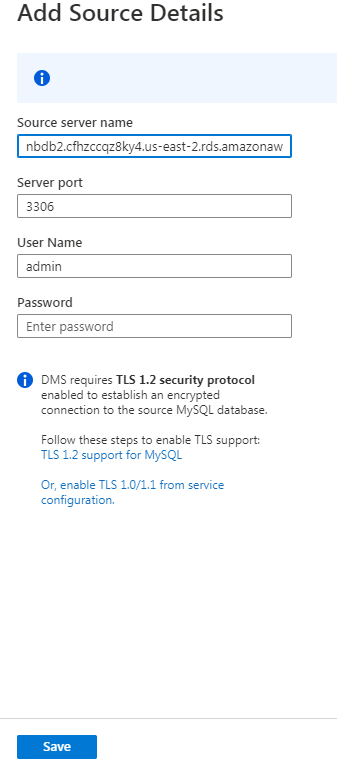 Add Source Details
Source server name
nbdb2.cfhzccqz8ky4.us-east-2.rds.amazonaw
Server port
3306
User Name
admin
Password
Enter password
DMS requires TLS 1.2 security protocol
enabled to establish an encrypted
connection to the source MySQL database.
Follow these steps to enable TLS support:
TLS 1.2 support for MySQL
Or, enable TLS 1.0/1.1 from service
configuration.
Save